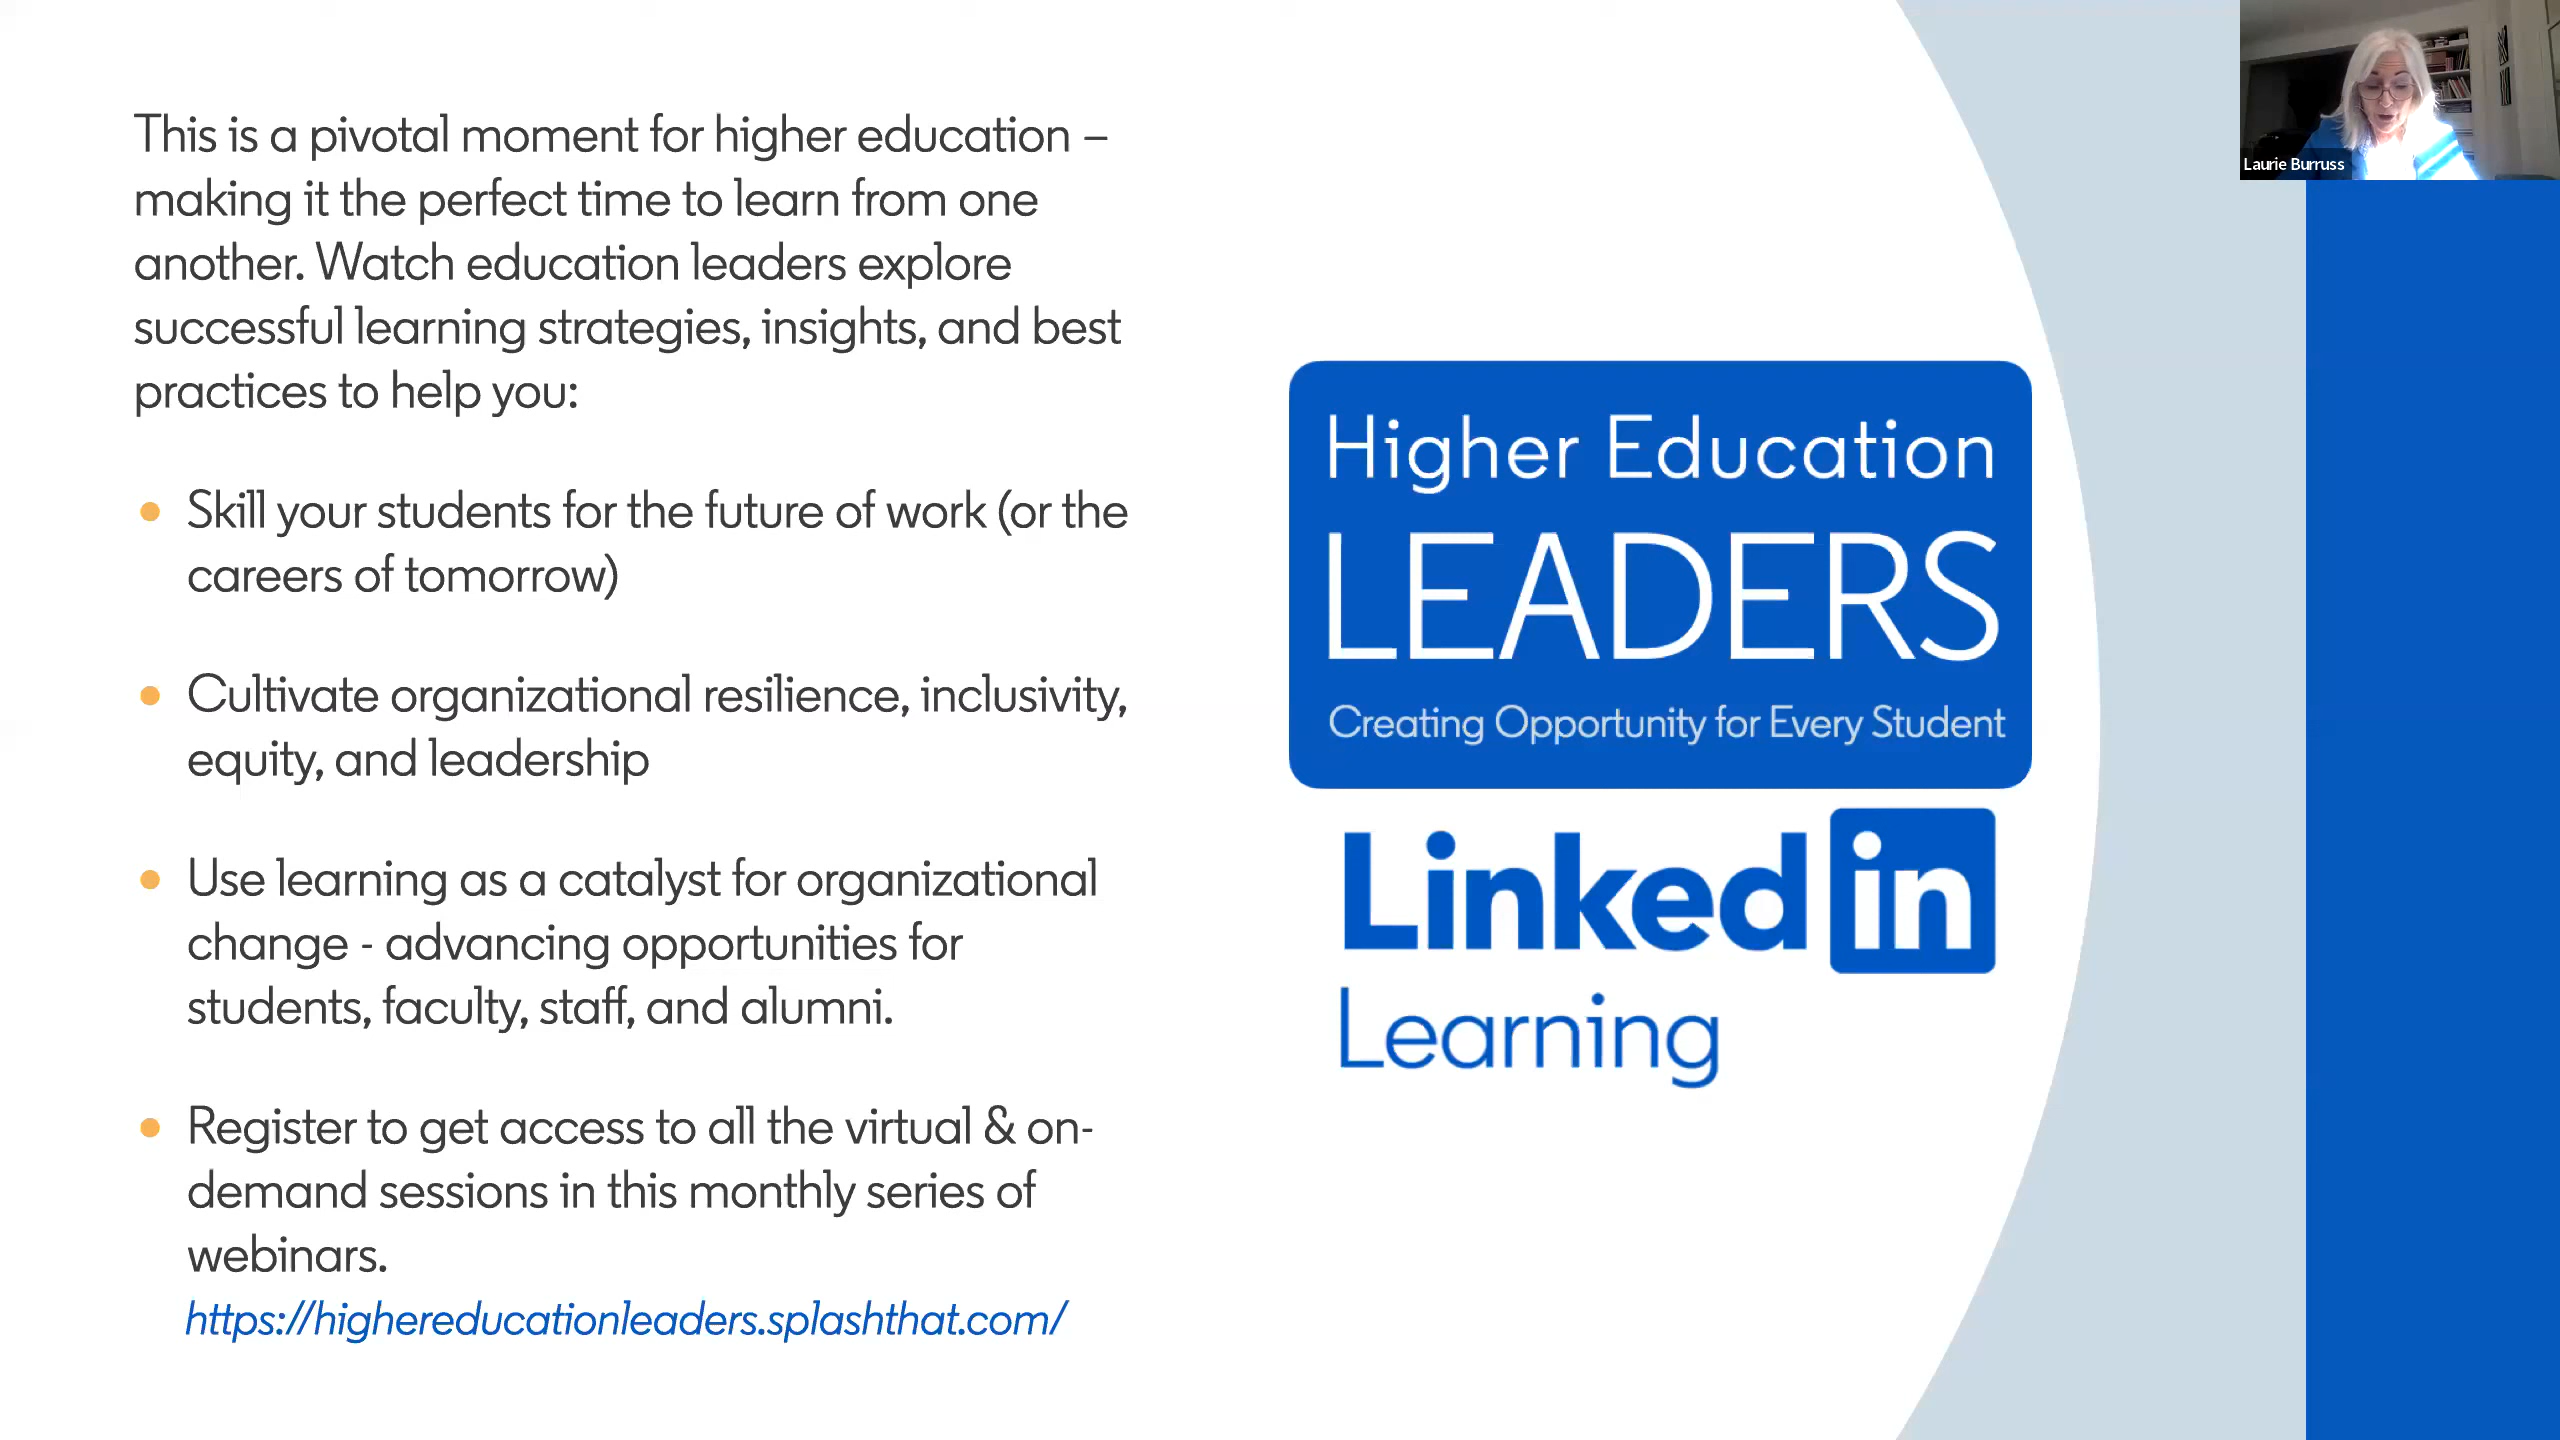 This is a pivotal moment for higher education –
making it the perfect time to learn from one
another. Watch education leaders explore
successful learning strategies, insights, and best
practices to help you:
Skill your students for the future of work (or the
careers of tomorrow)
Cultivate organizational resilience, inclusivity,
equity, and leadership
Use learning as a catalyst for organizational
change - advancing opportunities for
students, faculty, staff, and alumni.
Register to get access to all the virtual & on-
demand sessions in this monthly series of
webinars.
https://highereducationleaders.splashthat.com/
Higher Education
LEADERS
Creating Opportunity for Every Student
Linked in
Learning
Laurie Burruss